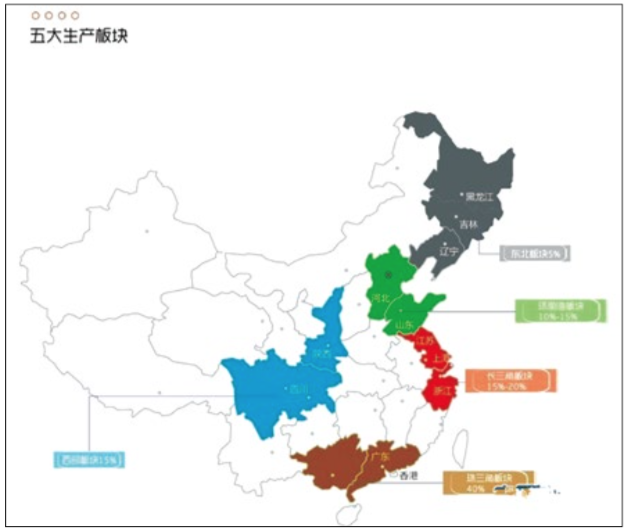 五大生产板块
黑龙江
吉林
辽宁
东北板块5%
河北
山东
环渤海板块
10%-15%
江苏
上海
浙江
长三角板块
15%-20%
陕西
四川
西部板块15%
广东
香港
珠三角板块
40%